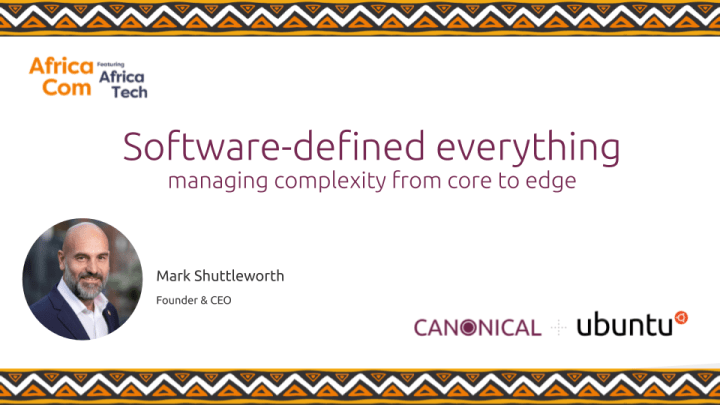 Africa Featuring
Africa
Com Tech
Software-defined everything
managing complexity from core to edge
Mark Shuttleworth
Founder & CEO
CANONICAL ubuntu